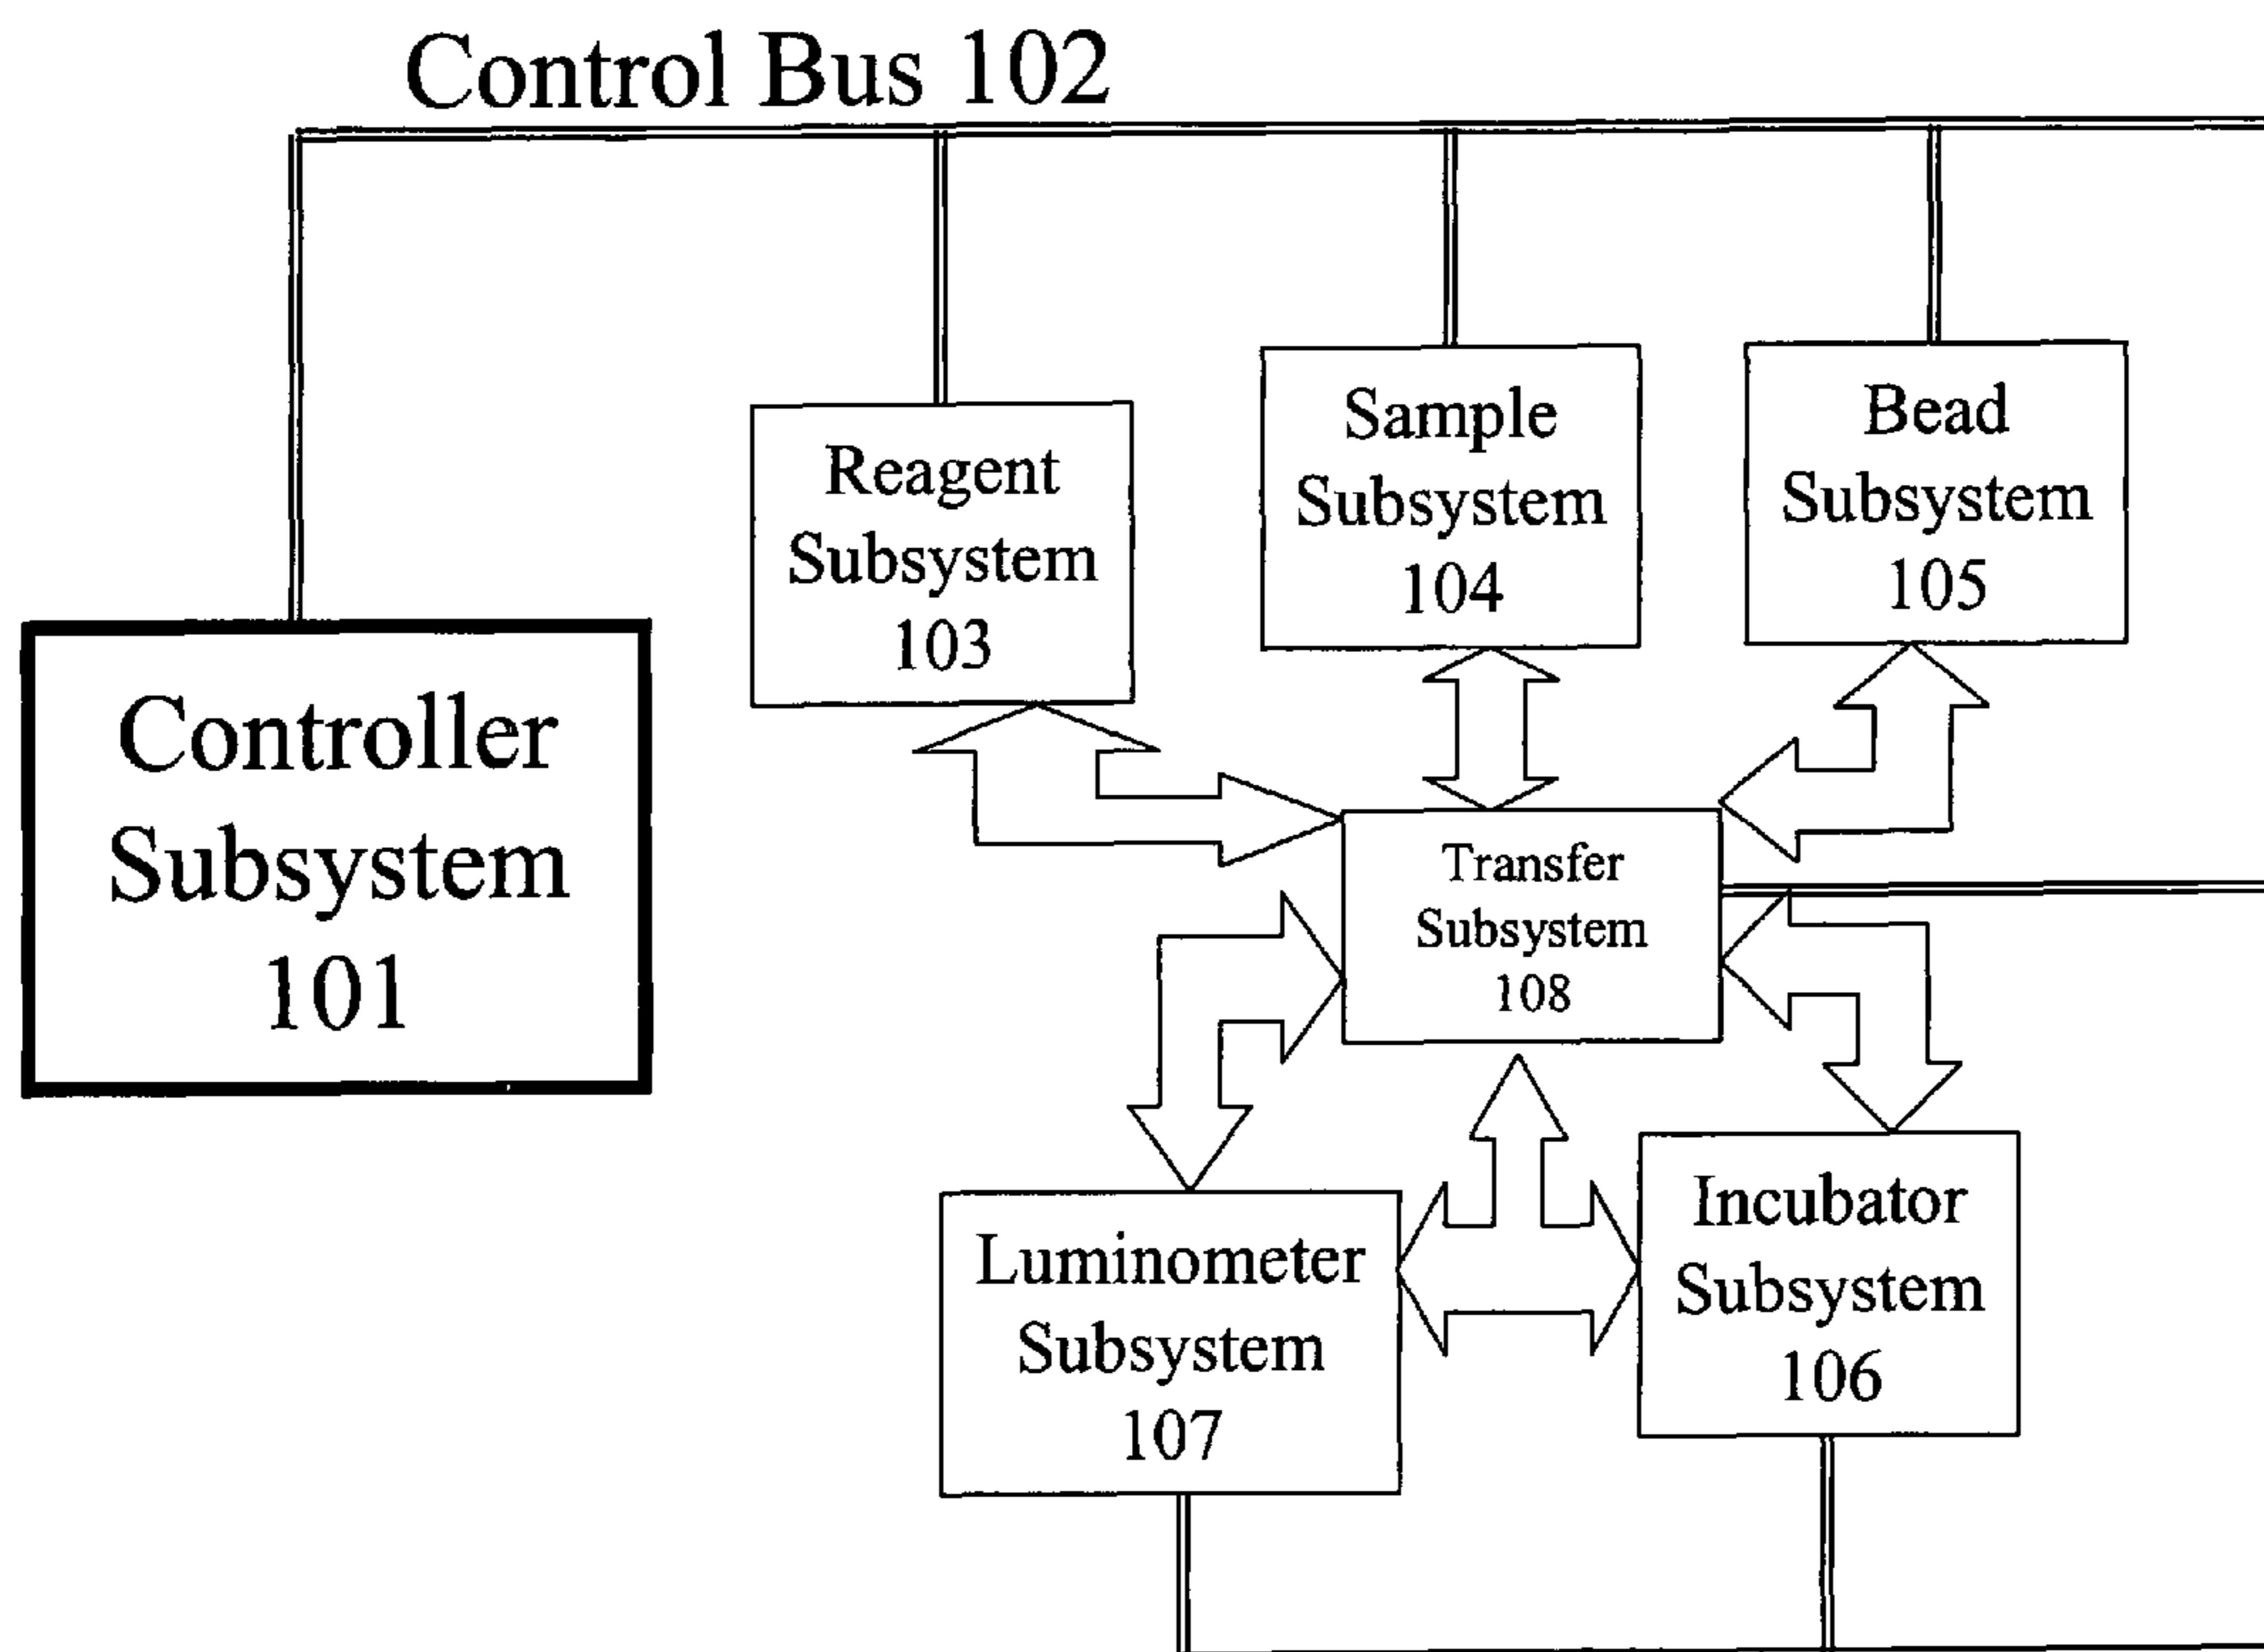 Control Bus 102
Reagent
Subsystem
103
Sample
Subsystem
104
Bead
Subsystem
105
Controller
Subsystem
101
Transfer
Subsystem
108
Luminometer
Subsystem
107
Incubator
Subsystem
106